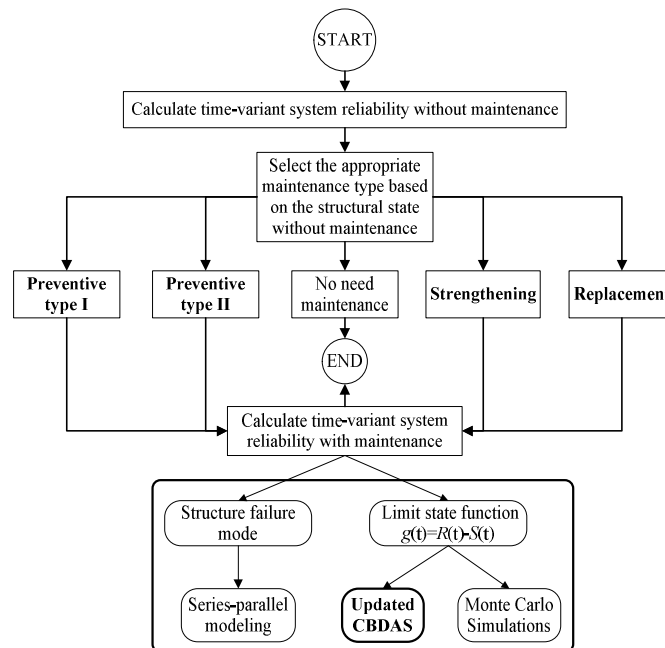 START
Calculate time-variant system reliability without maintenance
Select the appropriate
maintenance type based
on the structural state
without maintenance
Preventive
type I
Preventive
type II
No need
maintenance
Strengthening
Replacemen
END
Calculate time-variant system
reliability with maintenance
Structure failure
mode
Limit state function
g(t)=R(t)-S(t)
Series-parallel
modeling
Updated
CBDAS
Monte Carlo
Simulations